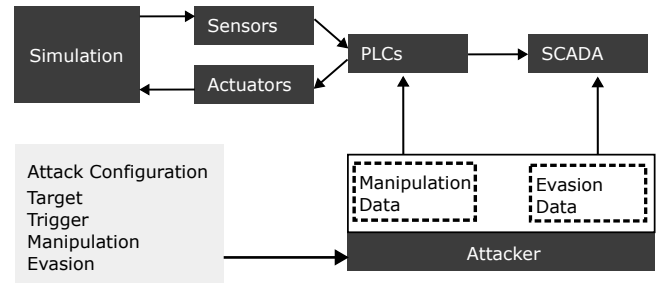 Simulation
Sensors
Actuators
PLCs
SCADA
Attack Configuration
Target
Trigger
Manipulation
Evasion
Manipulation
Data
Evasion
Data
Attacker